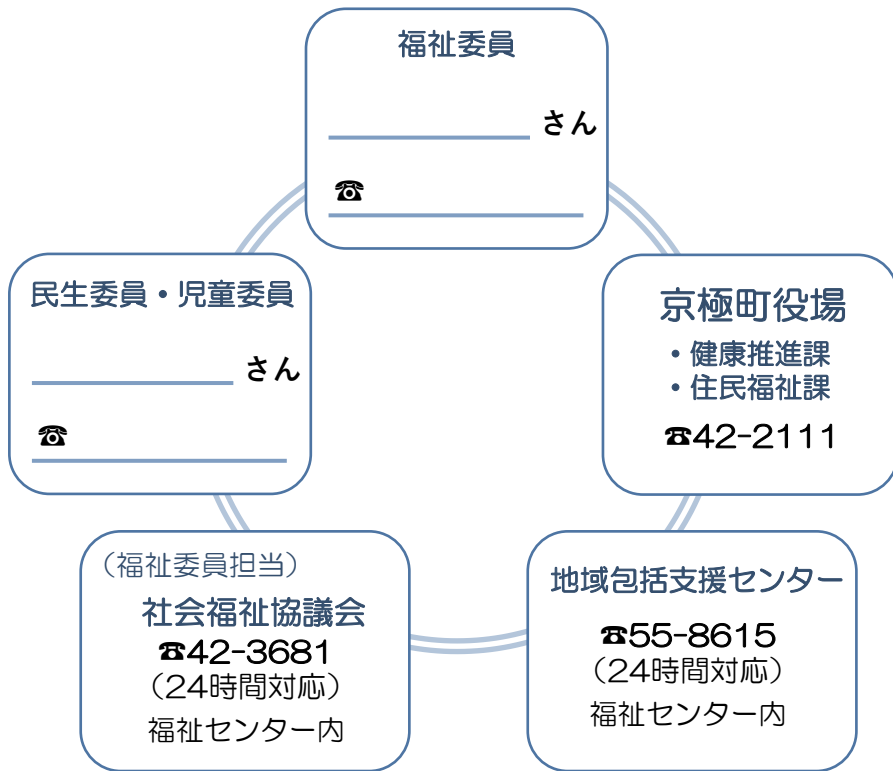 福祉委員
さん
☎
民生委員・児童委員
さん
☎
京極町役場
・健康推進課
・住民福祉課
☎42-2111
（福祉委員担当）
社会福祉協議会
☎42-3681
（24時間対応）
福祉センター内
地域包括支援センター
☎55-8615
（24時間対応）
福祉センター内